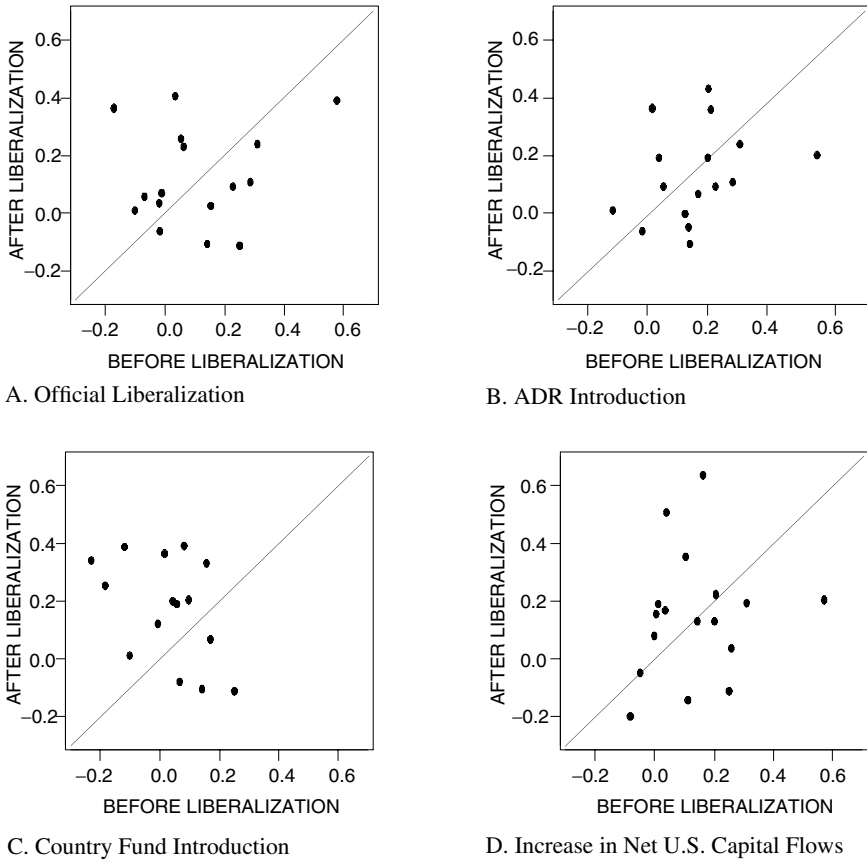 0.6
0.4
0.2
0.0
−0.2
AFTER LIBERALIZATION
−0.2 0.0 0.2 0.4 0.6
BEFORE LIBERALIZATION
A. Official Liberalization
0.6
0.4
0.2
0.0
−0.2
AFTER LIBERALIZATION
−0.2 0.0 0.2 0.4 0.6
BEFORE LIBERALIZATION
B. ADR Introduction
0.6
0.4
0.2
0.0
−0.2
AFTER LIBERALIZATION
−0.2 0.0 0.2 0.4 0.6
BEFORE LIBERALIZATION
C. Country Fund Introduction
0.6
0.4
0.2
0.0
−0.2
AFTER LIBERALIZATION
−0.2 0.0 0.2 0.4 0.6
BEFORE LIBERALIZATION
D. Increase in Net U.S. Capital Flows